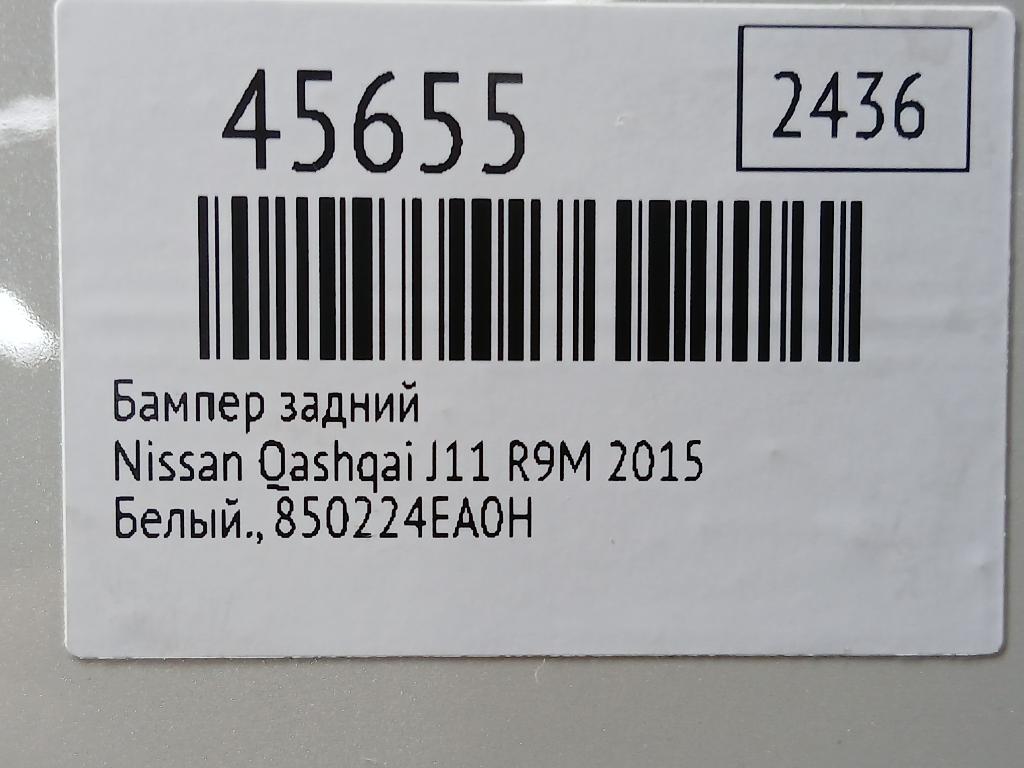 45655
2436
Бампер задний
Nissan Qashqai J11 R9M 2015
Белый., 850224EA0H